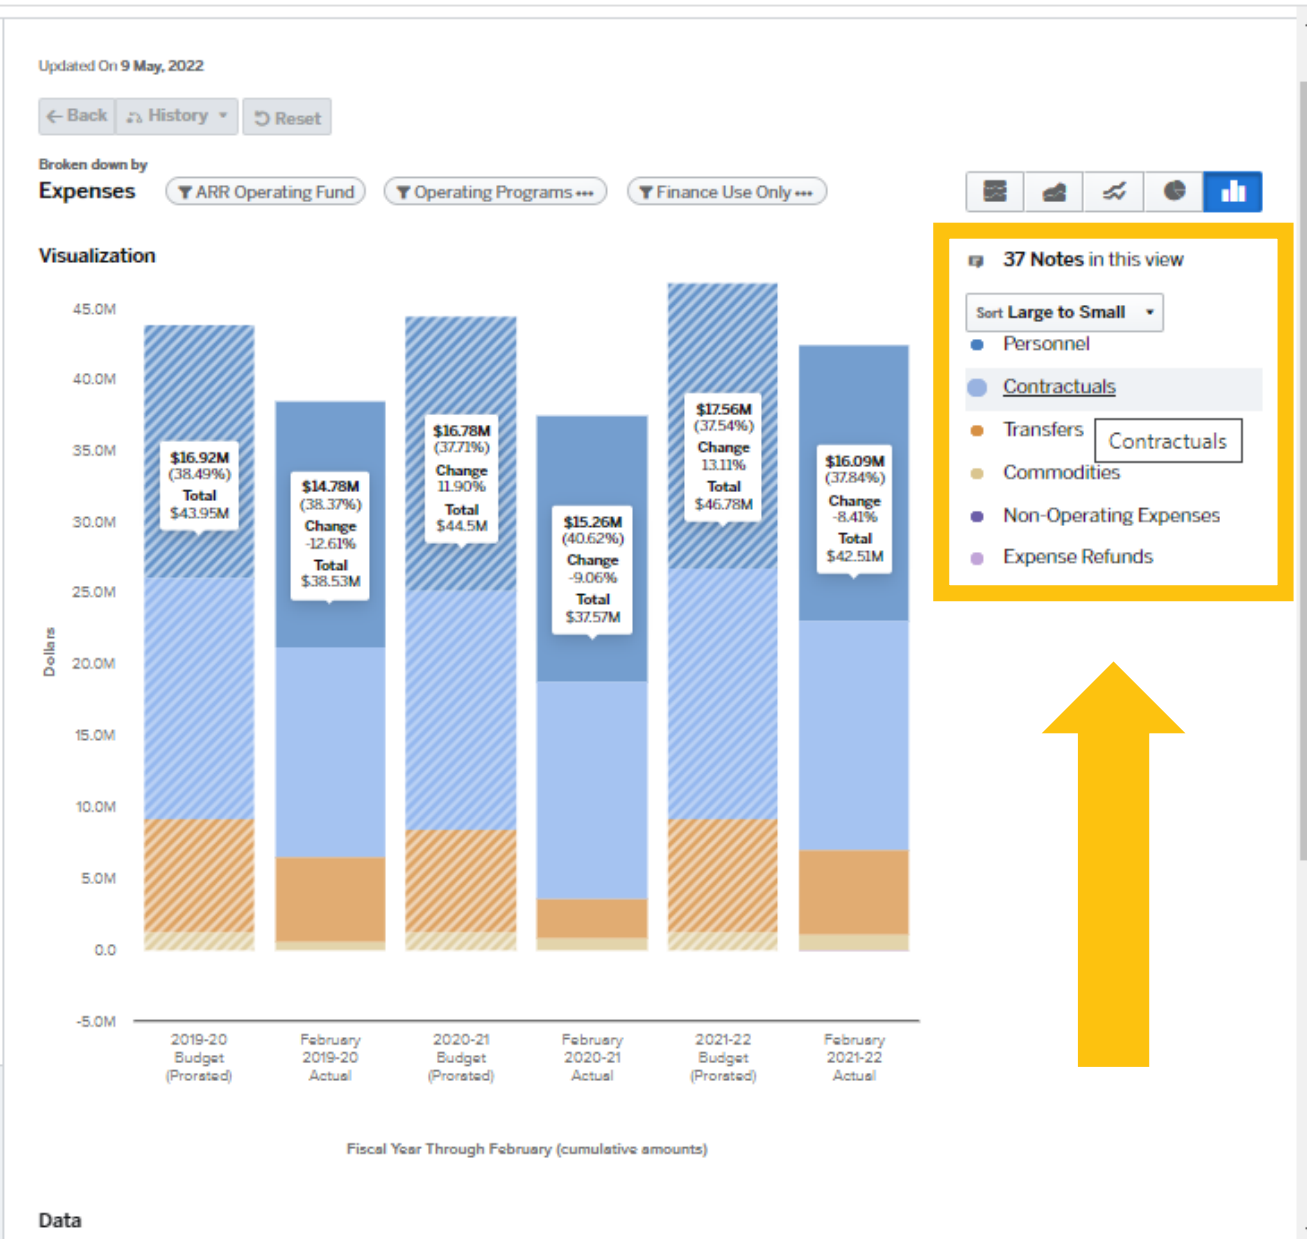 Updated On 9 May, 2022
Back History Reset
Broken down by
Expenses ARR Operating Fund Operating Programs ••• Finance Use Only •••
Visualization
37 Notes in this view
Sort Large to Small
Personnel
Contractuals
Transfers
Contractuals
Commodities
Non-Operating Expenses
Expense Refunds
45.0M
40.0M
35.0M
30.0M
25.0M
20.0M
15.0M
10.0M
5.0M
0.0
-5.0M
Dollars
$16.92M
(38.49%)
Total
$43.95M
$14.78M
(38.37%)
Change
-12.61%
Total
$38.53M
$16.78M
(37.71%)
Change
11.90%
Total
$44.5M
$15.26M
(40.62%)
Change
-9.06%
Total
$37.57M
$17.56M
(37.54%)
Change
13.11%
Total
$46.78M
$16.09M
(37.84%)
Change
-8.41%
Total
$42.51M
2019-20
Budget
(Prorated)
February
2019-20
Actual
2020-21
Budget
(Prorated)
February
2020-21
Actual
2021-22
Budget
(Prorated)
February
2021-22
Actual
Fiscal Year Through February (cumulative amounts)
Data